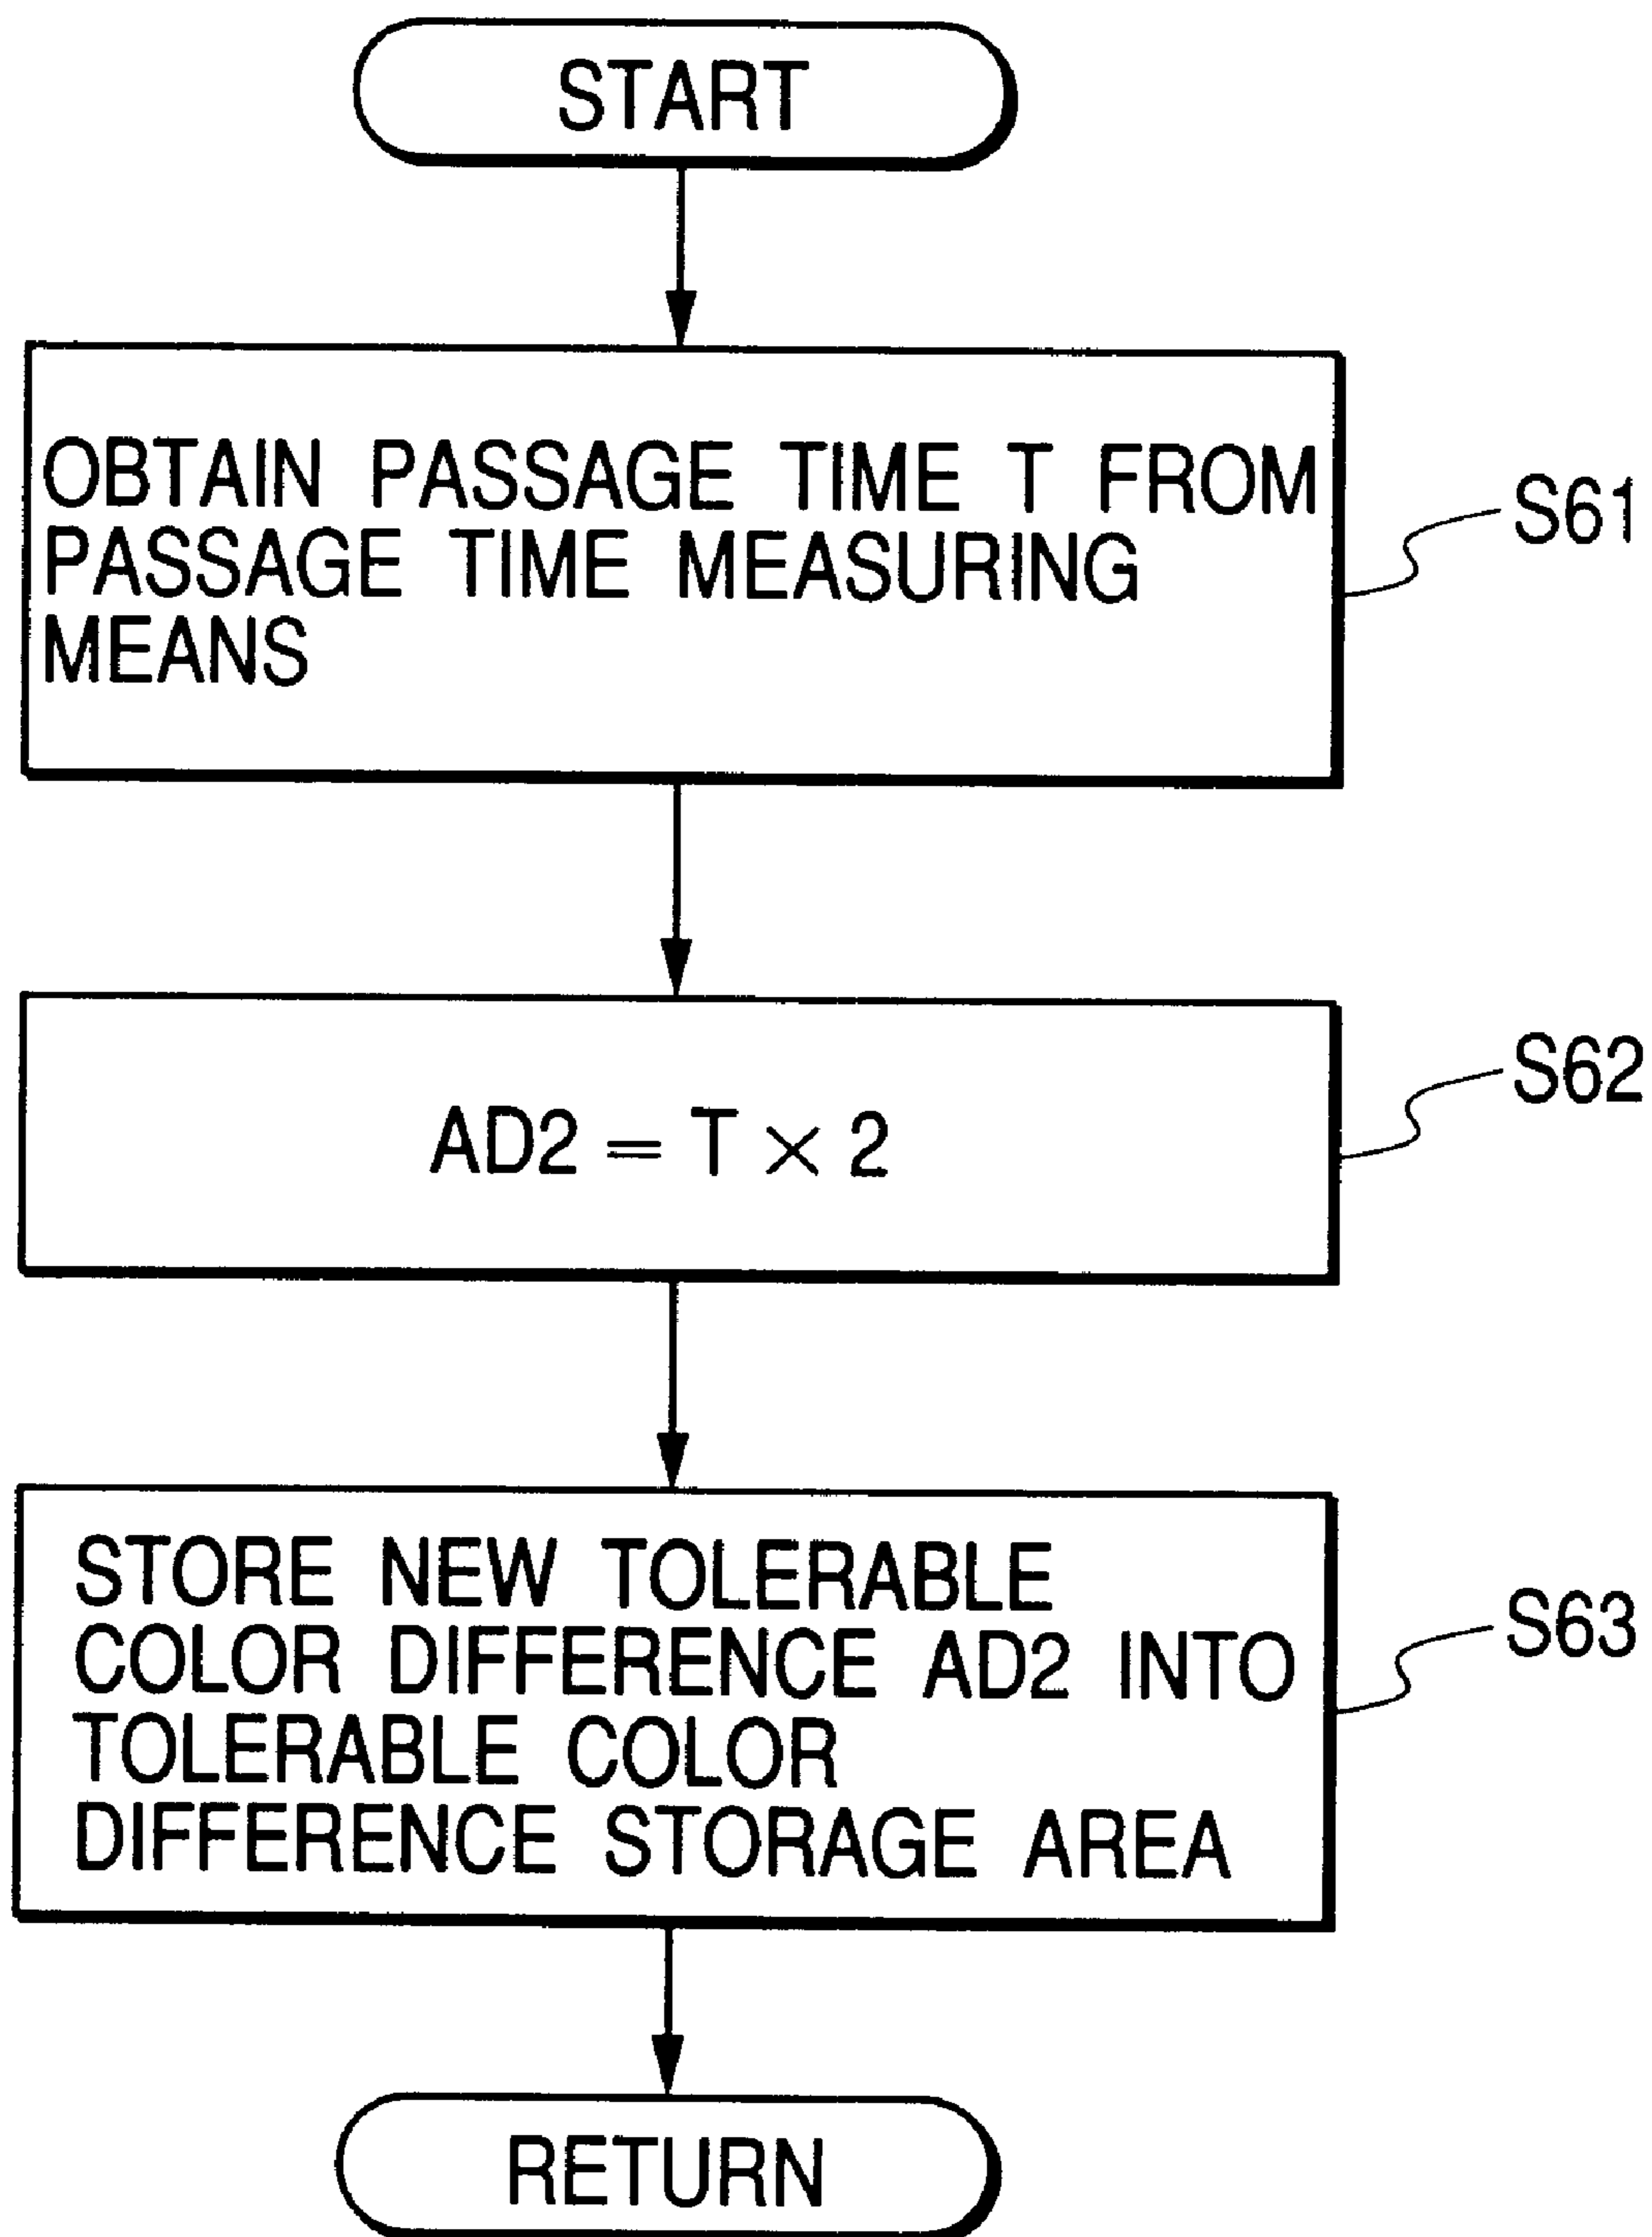 START
OBTAIN PASSAGE TIME T FROM
PASSAGE TIME MEASURING
MEANS
S61
AD2 = T × 2
S62
STORE NEW TOLERABLE
COLOR DIFFERENCE AD2 INTO
TOLERABLE COLOR
DIFFERENCE STORAGE AREA
S63
RETURN